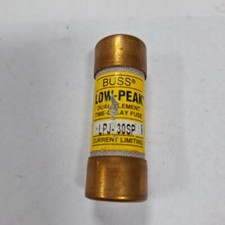 BUSS®
LOW-PEAK®
DUAL-ELEMENT
TIME-DELAY FUSE
LPJ-30SP
CURRENT LIMITING